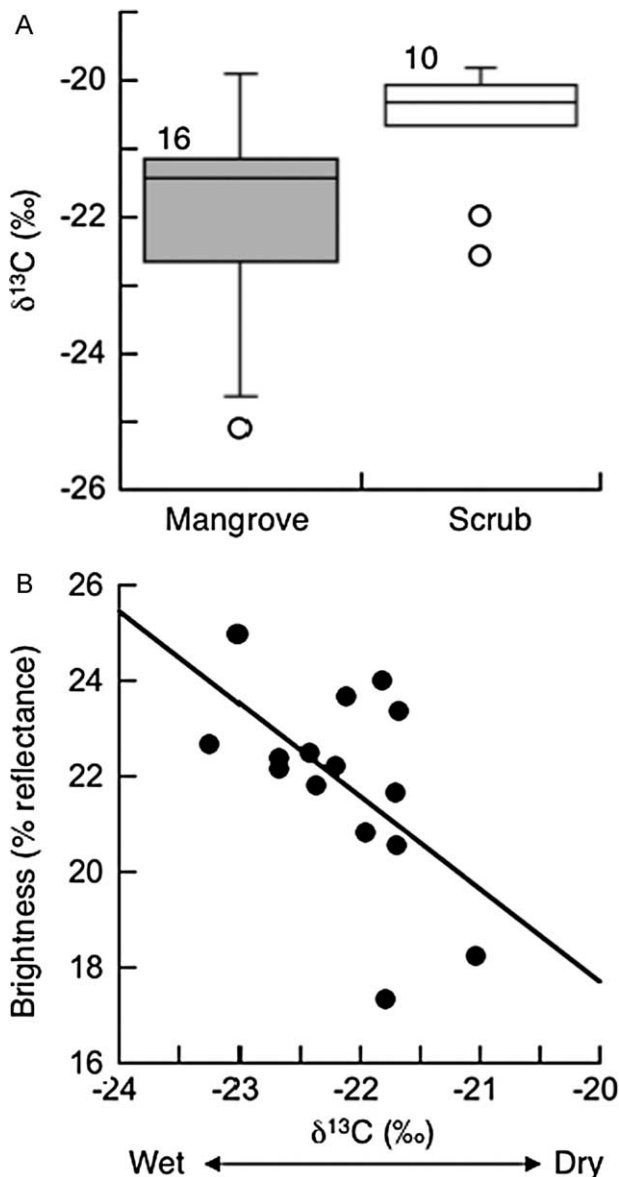 A
-20
-22
-24
-26
δ¹³C (‰)
16
10
Mangrove Scrub
B
26
24
22
20
18
16
Brightness (% reflectance)
-24 -23 -22 -21 -20
δ¹³C (‰)
Wet Dry